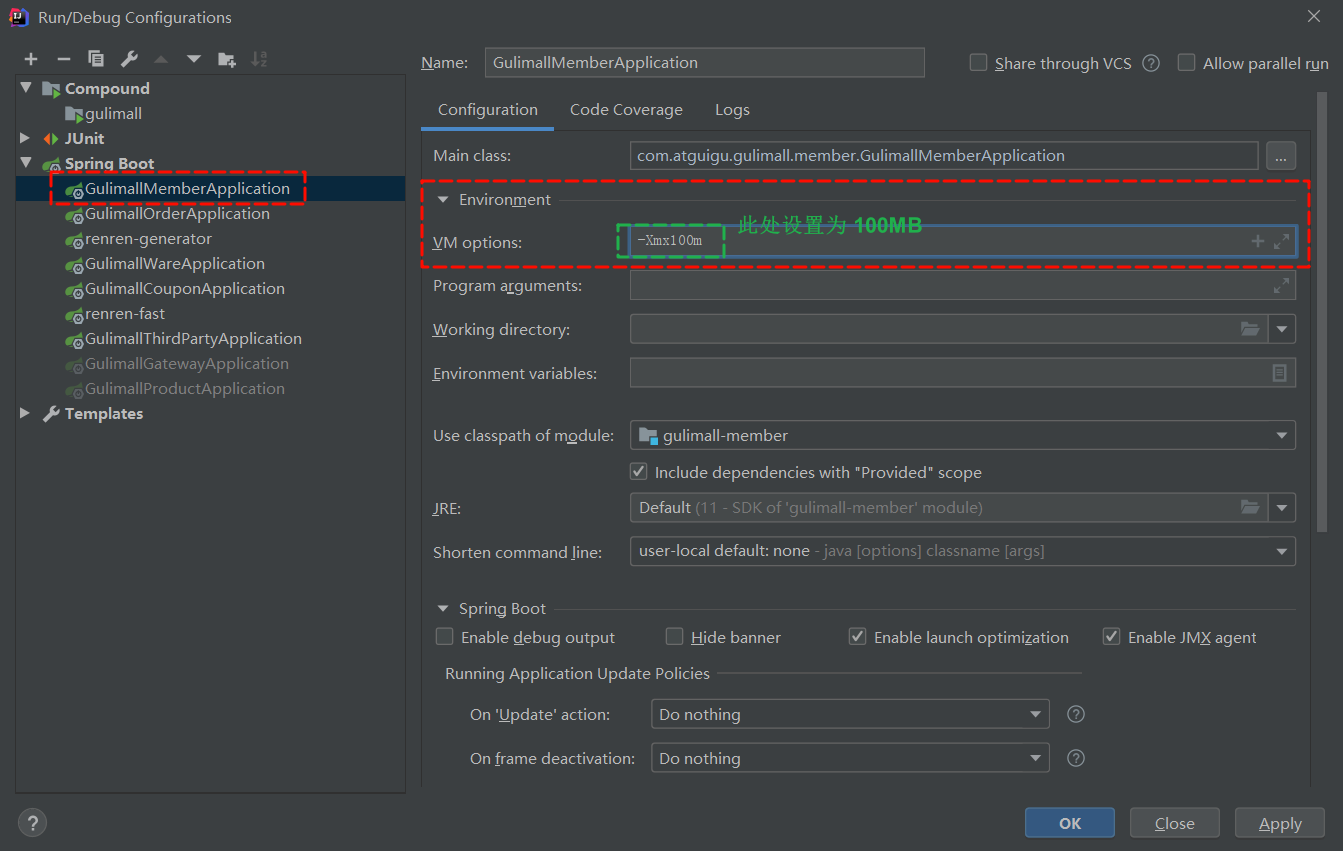 Run/Debug Configurations
Compound
gulimall
JUnit
Spring Boot
GulimallMemberApplication
GulimallOrderApplication
renren-generator
GulimallWareApplication
GulimallCouponApplication
renren-fast
GulimallThirdPartyApplication
GulimallGatewayApplication
GulimallProductApplication
Templates
Name: GulimallMemberApplication Share through VCS ? Allow parallel run
Configuration Code Coverage Logs
Main class: com.atguigu.gulimall.member.GulimallMemberApplication ...
Environment
此处设置为 100MB
VM options: -Xmx100m
Program arguments:
Working directory:
Environment variables:
Use classpath of module: gulimall-member
Include dependencies with "Provided" scope
JRE: Default (11 - SDK of 'gulimall-member' module)
Shorten command line: user-local default: none - java [options] classname [args]
Spring Boot
Enable debug output Hide banner Enable launch optimization Enable JMX agent
Running Application Update Policies
On 'Update' action: Do nothing ?
On frame deactivation: Do nothing ?
? OK Close Apply